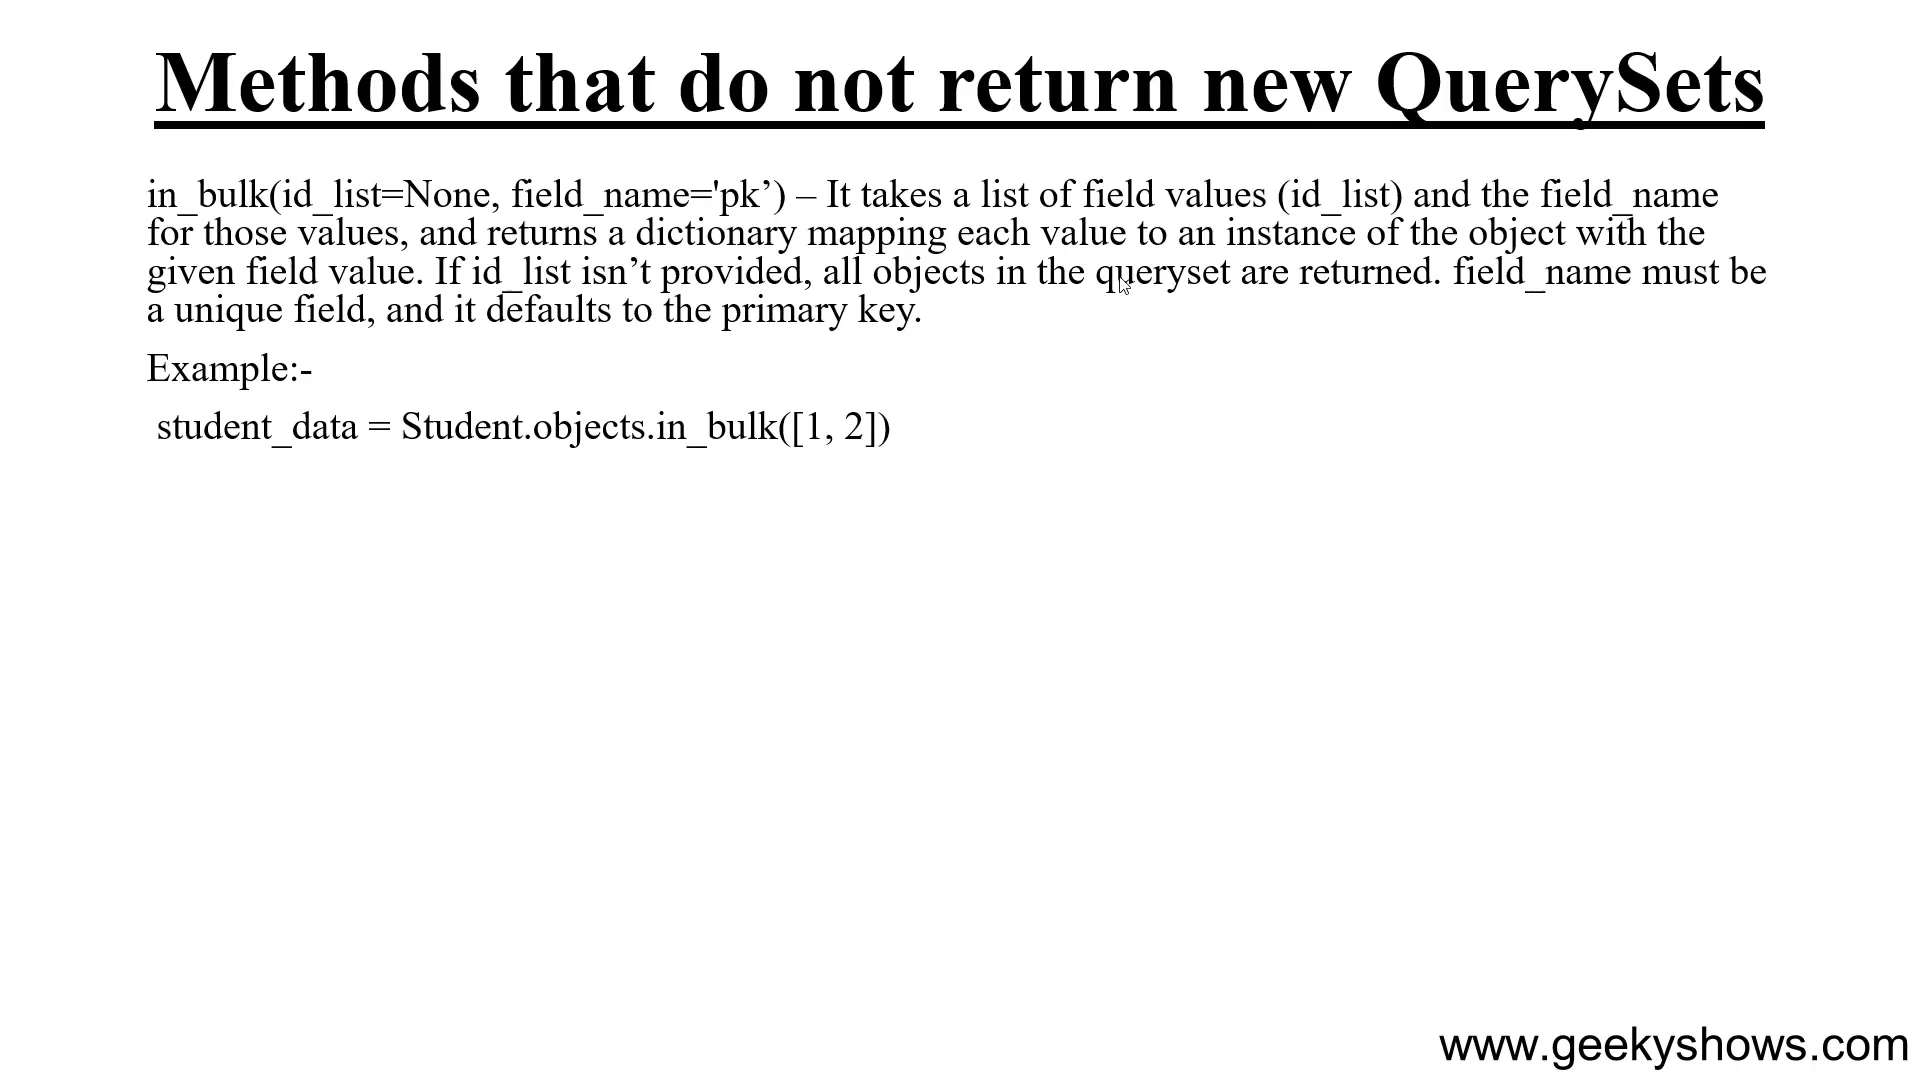 Methods that do not return new QuerySets
in_bulk(id_list=None, field_name='pk’) – It takes a list of field values (id_list) and the field_name
for those values, and returns a dictionary mapping each value to an instance of the object with the
given field value. If id_list isn’t provided, all objects in the queryset are returned. field_name must be
a unique field, and it defaults to the primary key.
Example:-
student_data = Student.objects.in_bulk([1, 2])
www.geekyshows.com